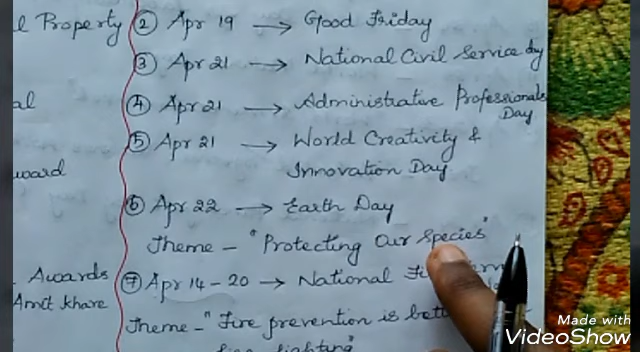 l Property
al
ward
Awards
Amit khare
② Apr 19 → Good Friday
③ Apr 21 → National Civil Service day
④ Apr 21 → Administrative Professionals
Day
⑤ Apr 21 → World Creativity &
Innovation Day
⑥ Apr 22 → Earth Day
Theme - "Protecting Our Species"
⑦ Apr 14 - 20 → National
Theme - "Fire prevention is
fighting"
Made with
VideoShow